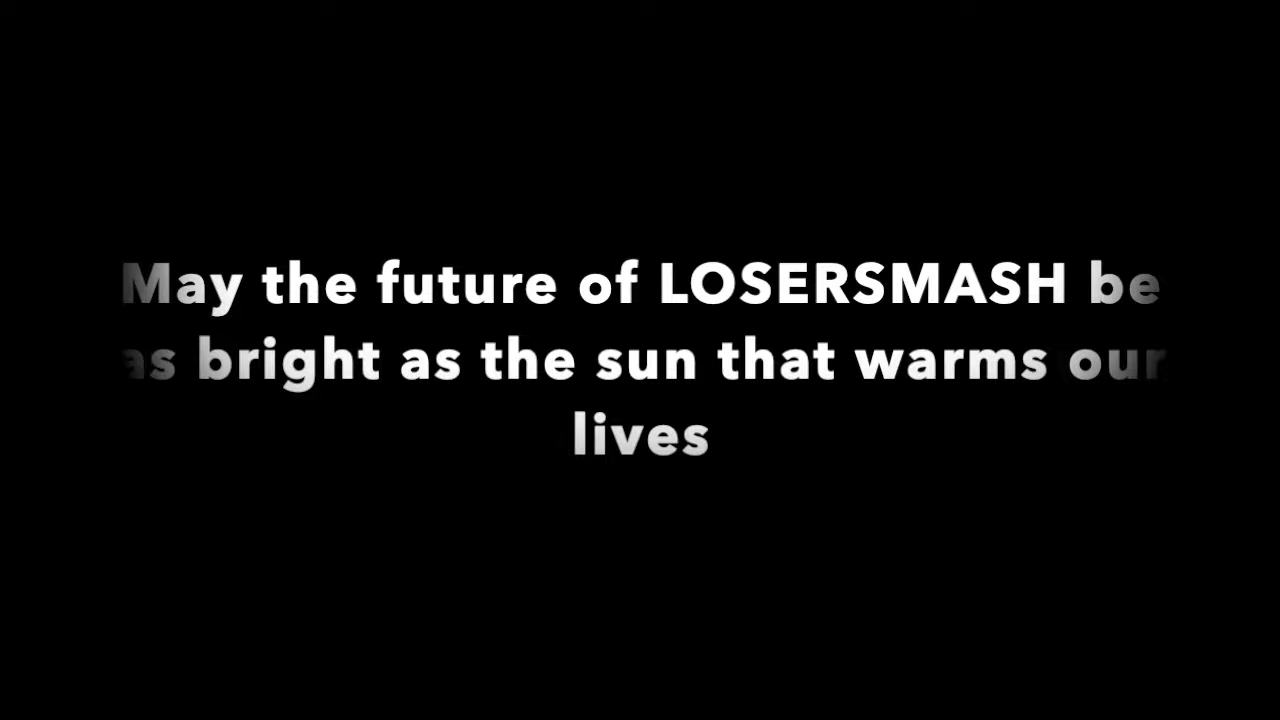 May the future of LOSERSMASH be
as bright as the sun that warms our
lives